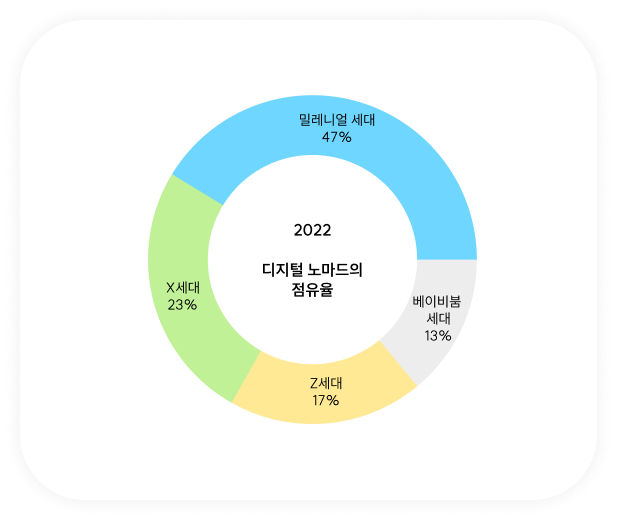 밀레니얼 세대
47%
2022
디지털 노마드의
점유율
X세대
23%
베이비붐
세대
13%
Z세대
17%